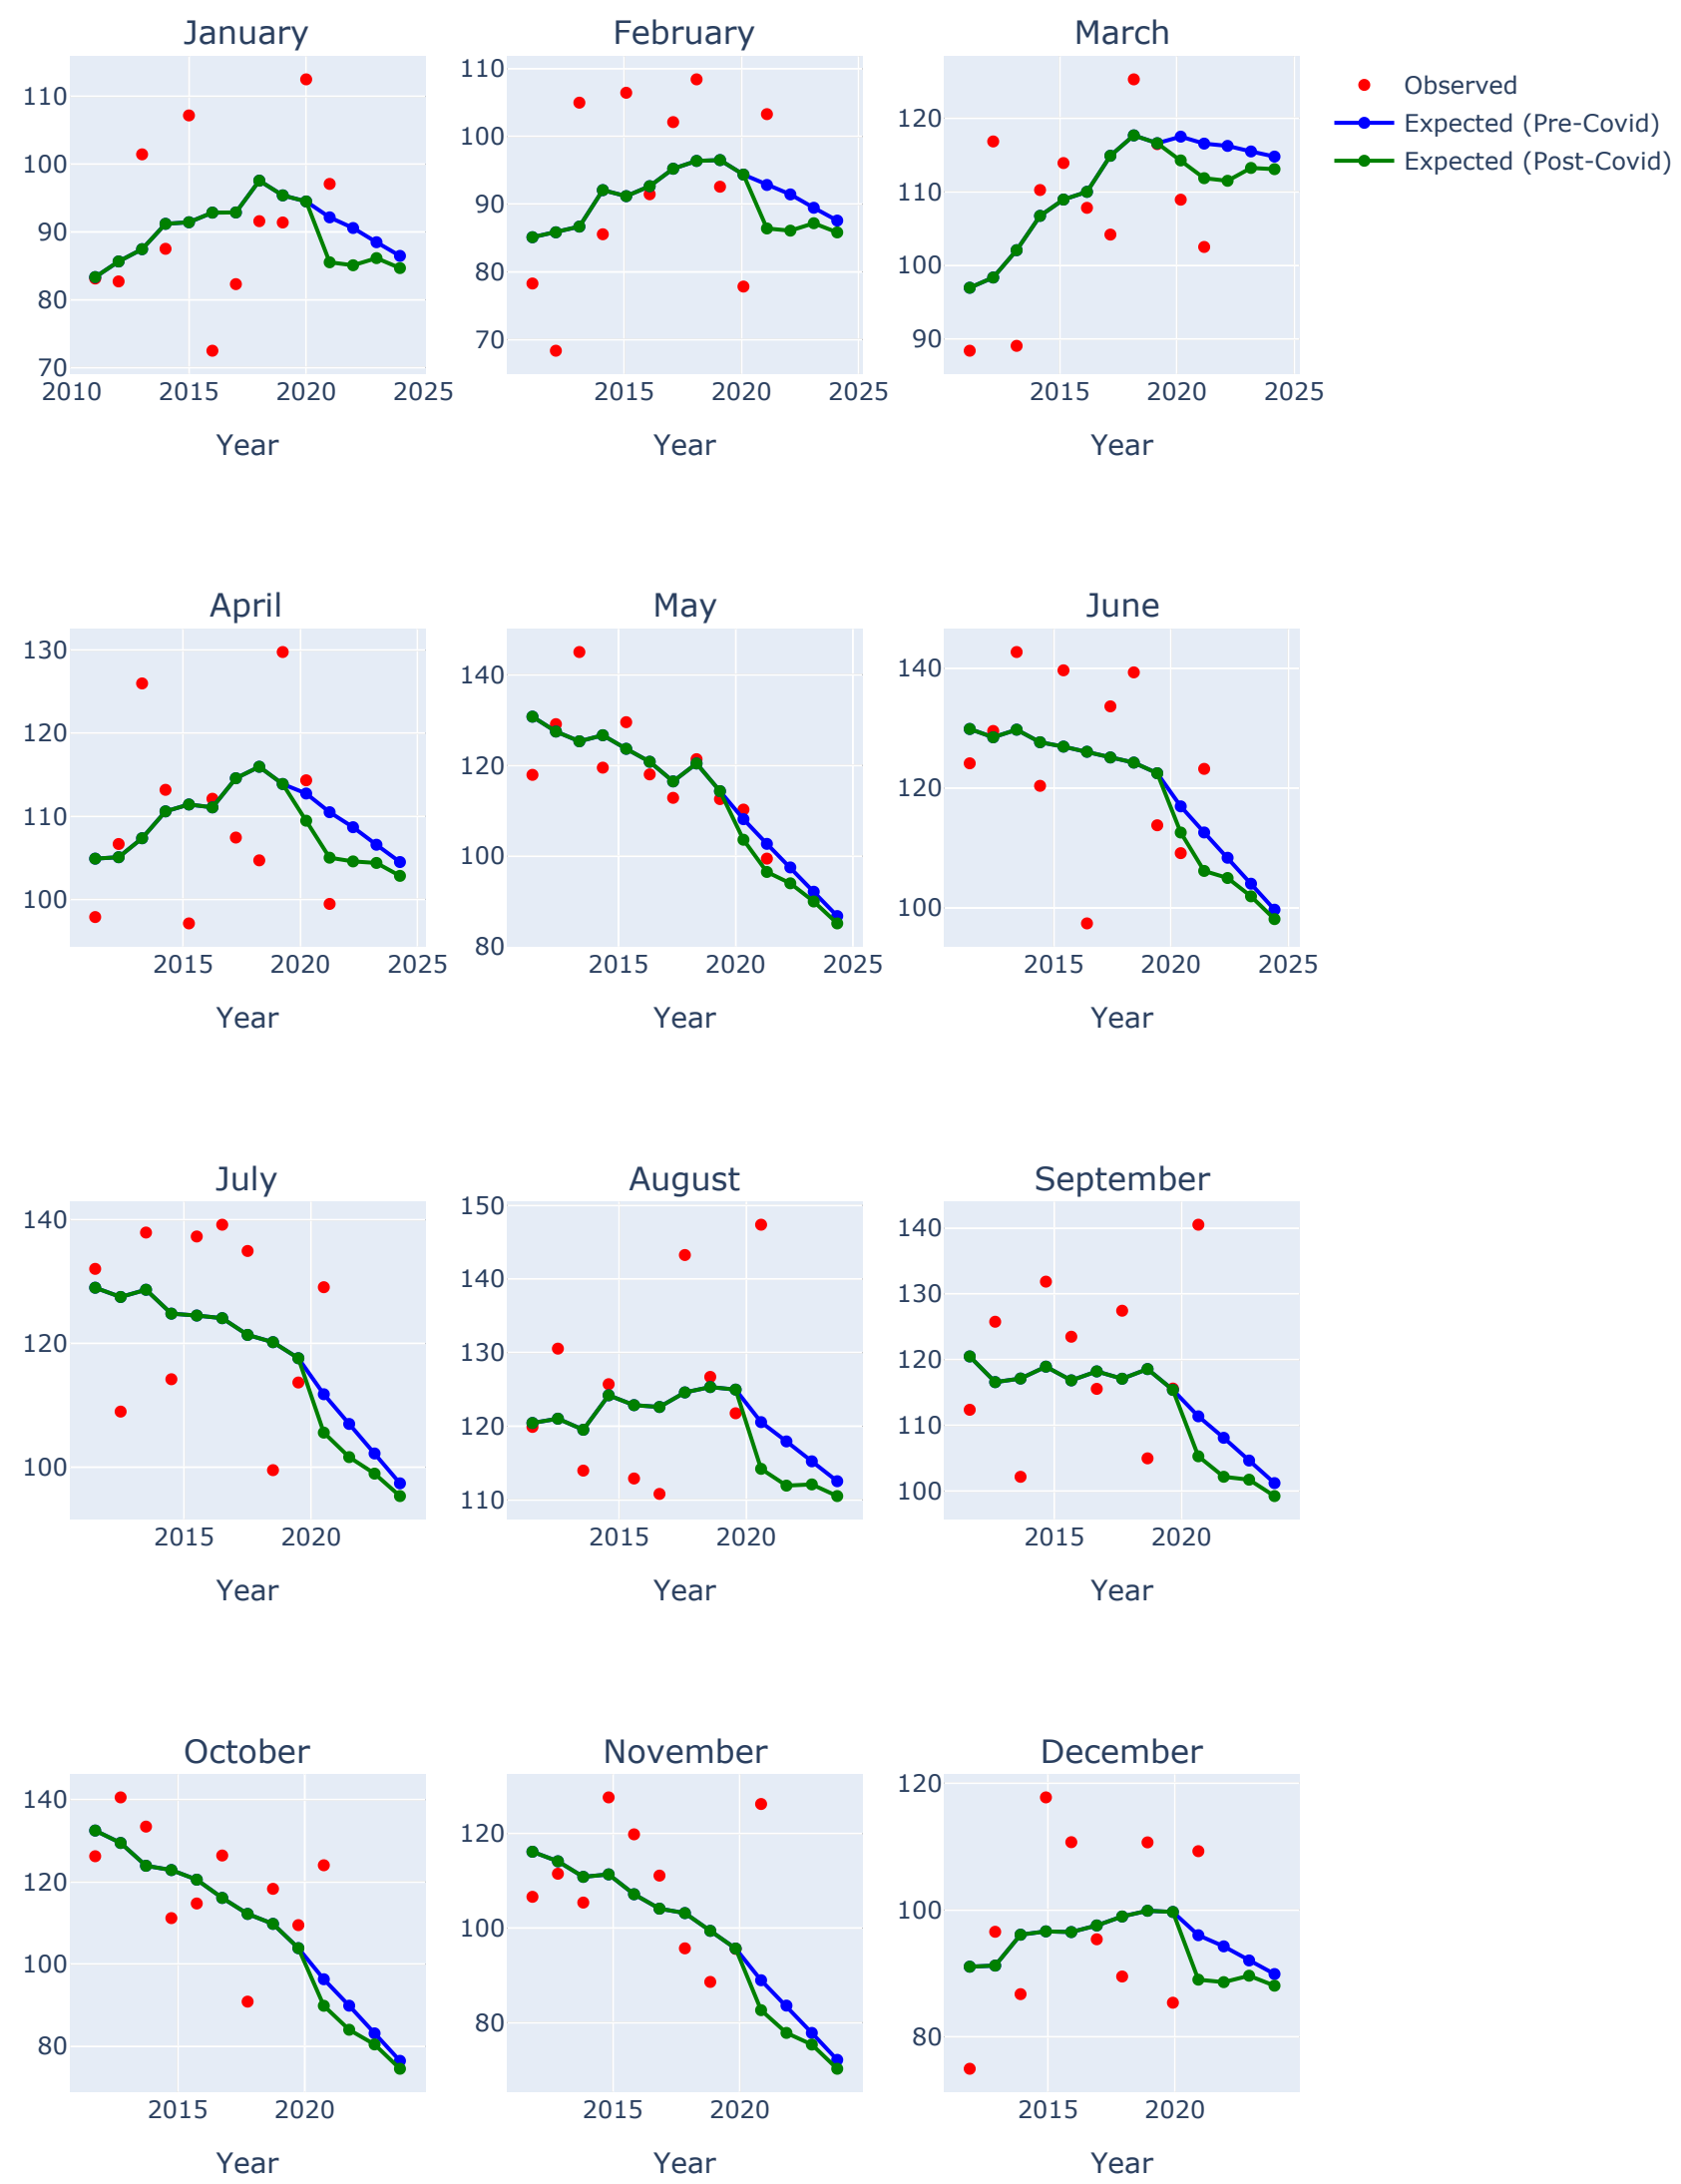 January February March
110
100
90
80
70
2010 2015 2020 2025
Year
110
100
90
80
70
2015 2020 2025
Year
120
110
100
90
2015 2020 2025
Year
Observed
Expected (Pre-Covid)
Expected (Post-Covid)
April May June
130
120
110
100
2015 2020 2025
Year
140
120
100
80
2015 2020 2025
Year
140
120
100
2015 2020 2025
Year
July August September
140
120
100
2015 2020
Year
150
140
130
120
110
2015 2020
Year
140
130
120
110
100
2015 2020
Year
October November December
140
120
100
80
2015 2020
Year
120
100
80
2015 2020
Year
120
100
80
2015 2020
Year